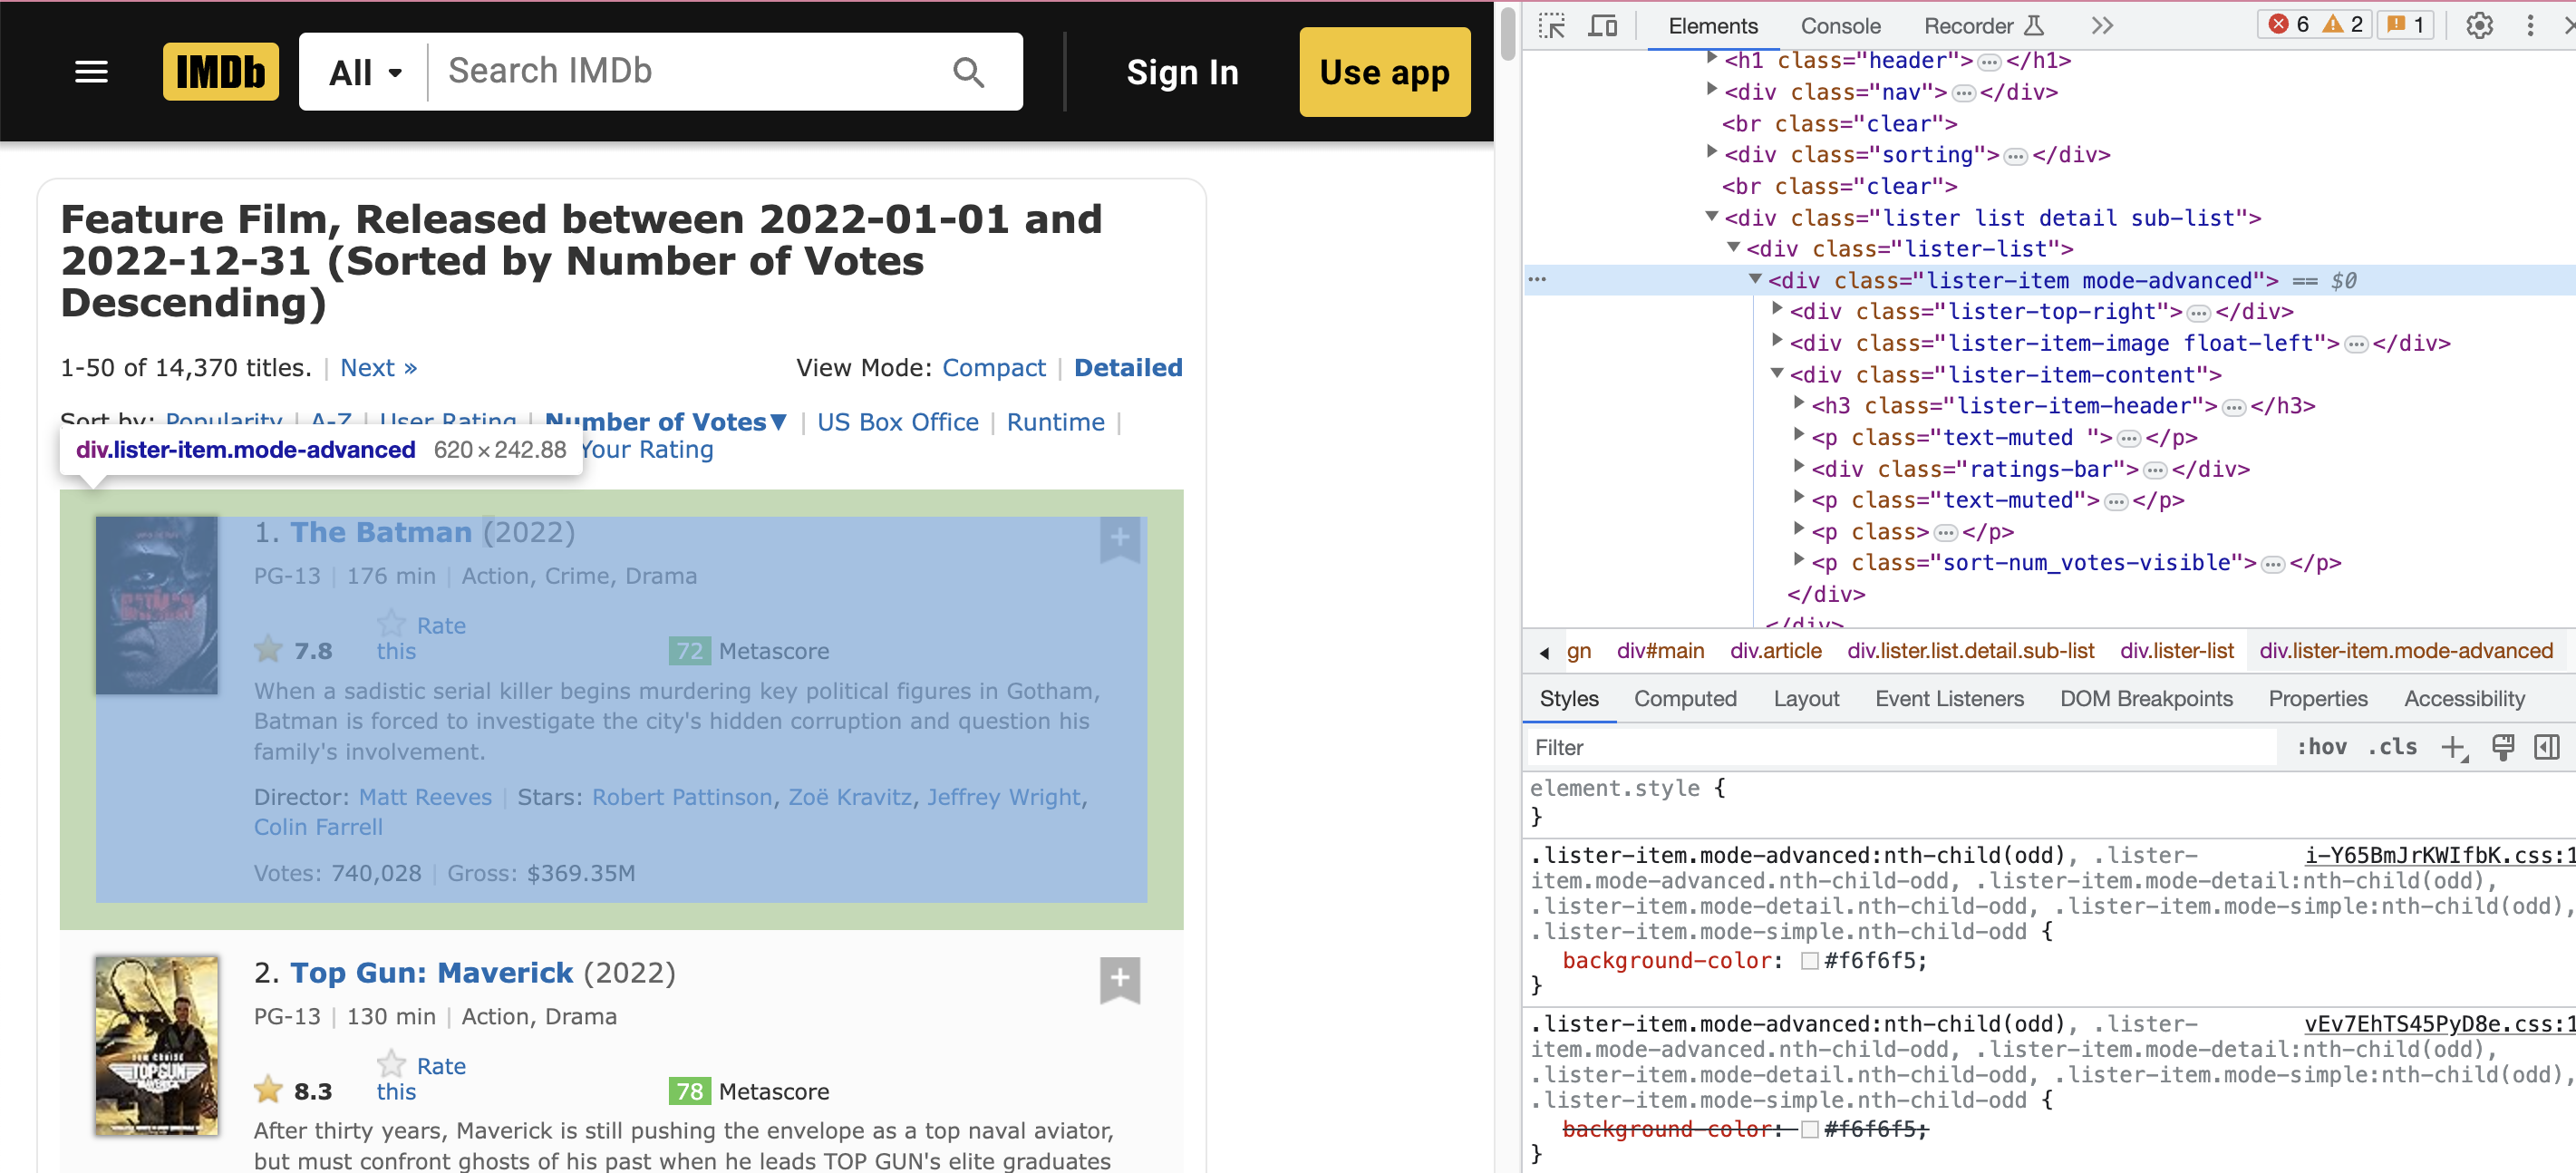 IMDb
All
Search IMDb
Sign In
Use app
Feature Film, Released between 2022-01-01 and
2022-12-31 (Sorted by Number of Votes
Descending)
1-50 of 14,370 titles. | Next »
View Mode: Compact | Detailed
Sort by: Popularity | A-Z | User Rating | Number of Votes▼ | US Box Office | Runtime |
Your Rating
div.lister-item.mode-advanced 620×242.88
1. The Batman (2022)
PG-13 | 176 min | Action, Crime, Drama
7.8
Rate
this
72 Metascore
When a sadistic serial killer begins murdering key political figures in Gotham,
Batman is forced to investigate the city's hidden corruption and question his
family's involvement.
Director: Matt Reeves | Stars: Robert Pattinson, Zoë Kravitz, Jeffrey Wright,
Colin Farrell
Votes: 740,028 | Gross: $369.35M
2. Top Gun: Maverick (2022)
PG-13 | 130 min | Action, Drama
8.3
Rate
this
78 Metascore
After thirty years, Maverick is still pushing the envelope as a top naval aviator,
but must confront ghosts of his past when he leads TOP GUN's elite graduates
TOM CRUISE
TOPGUN
MAVERICK
Elements
Console
Recorder
6
2
1
<h1 class="header">…</h1>
<div class="nav">…</div>
<br class="clear">
<div class="sorting">…</div>
<br class="clear">
<div class="lister list detail sub-list">
<div class="lister-list">
… <div class="lister-item mode-advanced"> == $0
<div class="lister-top-right">…</div>
<div class="lister-item-image float-left">…</div>
<div class="lister-item-content">
<h3 class="lister-item-header">…</h3>
<p class="text-muted ">…</p>
<div class="ratings-bar">…</div>
<p class="text-muted">…</p>
<p class>…</p>
<p class="sort-num_votes-visible">…</p>
</div>
</div>
gn div#main div.article div.lister.list.detail.sub-list div.lister-list div.lister-item.mode-advanced
Styles Computed Layout Event Listeners DOM Breakpoints Properties Accessibility
Filter
:hov .cls
element.style {
}
.lister-item.mode-advanced:nth-child(odd), .lister- i-Y65BmJrKWIfbK.css:1
item.mode-advanced.nth-child-odd, .lister-item.mode-detail:nth-child(odd),
.lister-item.mode-detail.nth-child-odd, .lister-item.mode-simple:nth-child(odd),
.lister-item.mode-simple.nth-child-odd {
background-color: #f6f6f5;
}
.lister-item.mode-advanced:nth-child(odd), .lister- vEv7EhTS45PyD8e.css:1
item.mode-advanced.nth-child-odd, .lister-item.mode-detail:nth-child(odd),
.lister-item.mode-detail.nth-child-odd, .lister-item.mode-simple:nth-child(odd),
.lister-item.mode-simple.nth-child-odd {
background-color: #f6f6f5;
}